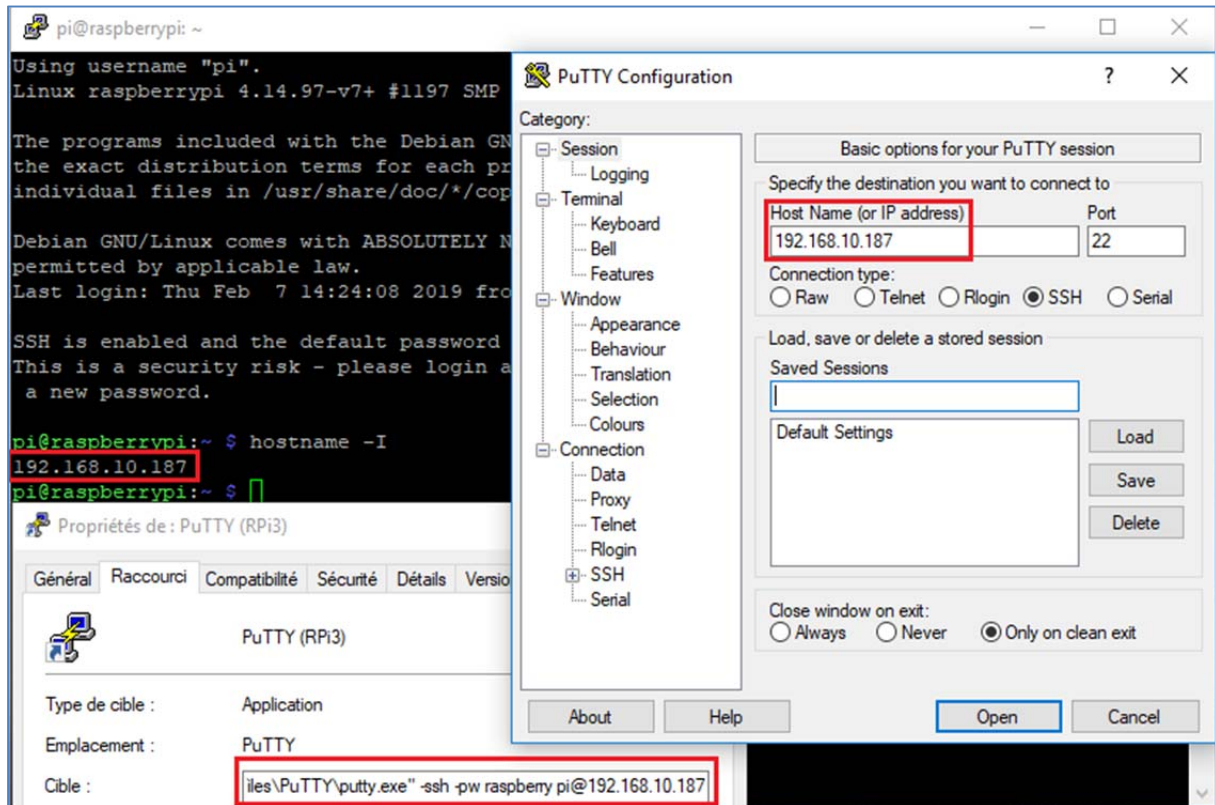 pi@raspberrypi: ~
Using username "pi".
Linux raspberrypi 4.14.97-v7+ #1197 SMP
The programs included with the Debian GN
the exact distribution terms for each pr
individual files in /usr/share/doc/*/cop
Debian GNU/Linux comes with ABSOLUTELY N
permitted by applicable law.
Last login: Thu Feb  7 14:24:08 2019 fro
SSH is enabled and the default password
This is a security risk - please login a
a new password.
pi@raspberrypi:~ $ hostname -I
192.168.10.187
pi@raspberrypi:~ $
PuTTY Configuration
?
Category:
Session
Logging
Terminal
Keyboard
Bell
Features
Window
Appearance
Behaviour
Translation
Selection
Colours
Connection
Data
Proxy
Telnet
Rlogin
SSH
Serial
Basic options for your PuTTY session
Specify the destination you want to connect to
Host Name (or IP address) Port
192.168.10.187 22
Connection type:
Raw Telnet Rlogin SSH Serial
Load, save or delete a stored session
Saved Sessions
Default Settings
Load
Save
Delete
Close window on exit:
Always Never Only on clean exit
About Help Open Cancel
Propriétés de : PuTTY (RPi3)
Général Raccourci Compatibilité Sécurité Détails Versio
PuTTY (RPi3)
Type de cible : Application
Emplacement : PuTTY
Cible : iles\PuTTY\putty.exe" -ssh -pw raspberry pi@192.168.10.187